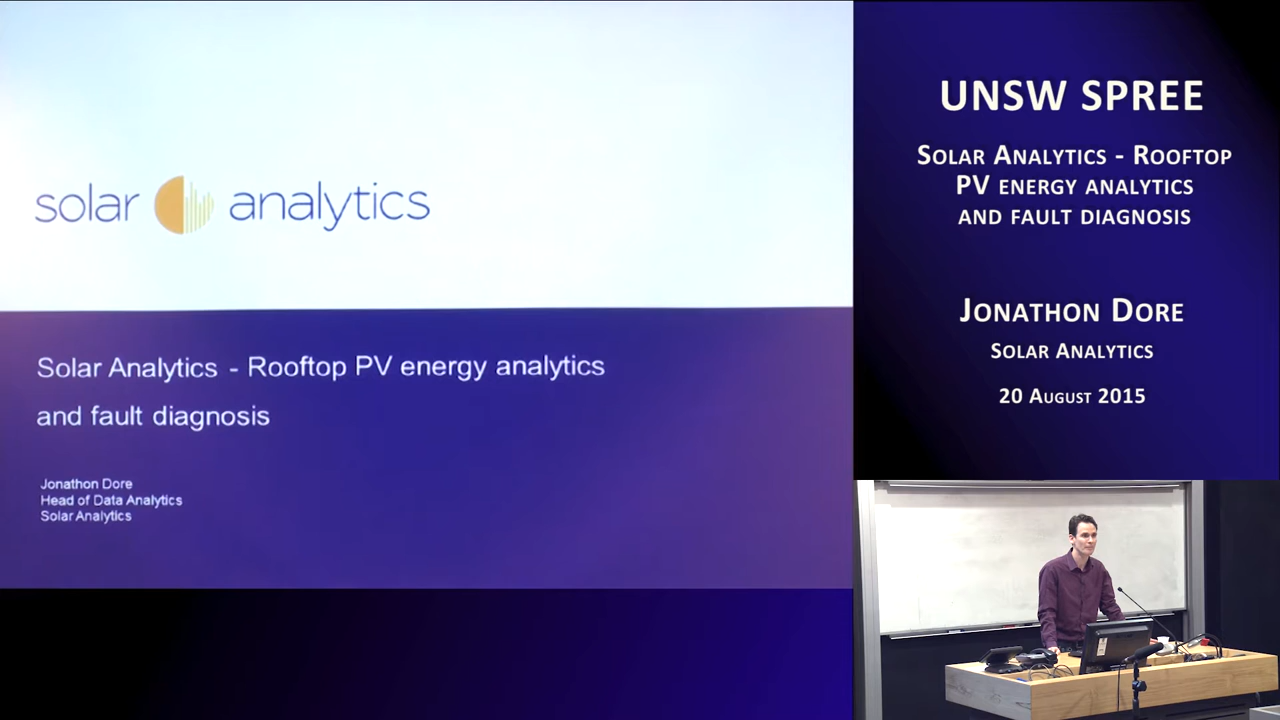 solar analytics
Solar Analytics - Rooftop PV energy analytics
and fault diagnosis
Jonathon Dore
Head of Data Analytics
Solar Analytics
UNSW SPREE
Solar Analytics - Rooftop
PV energy analytics
and fault diagnosis
Jonathon Dore
Solar Analytics
20 August 2015